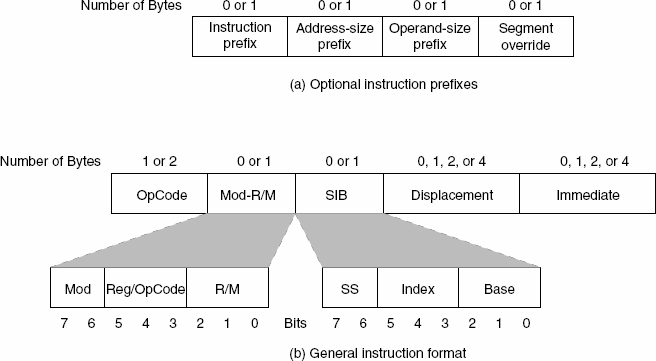 Number of Bytes 0 or 1 0 or 1 0 or 1 0 or 1
Instruction prefix Address-size prefix Operand-size prefix Segment override
(a) Optional instruction prefixes
Number of Bytes 1 or 2 0 or 1 0 or 1 0, 1, 2, or 4 0, 1, 2, or 4
OpCode Mod-R/M SIB Displacement Immediate
Mod Reg/OpCode R/M SS Index Base
7 6 5 4 3 2 1 0 Bits 7 6 5 4 3 2 1 0
(b) General instruction format